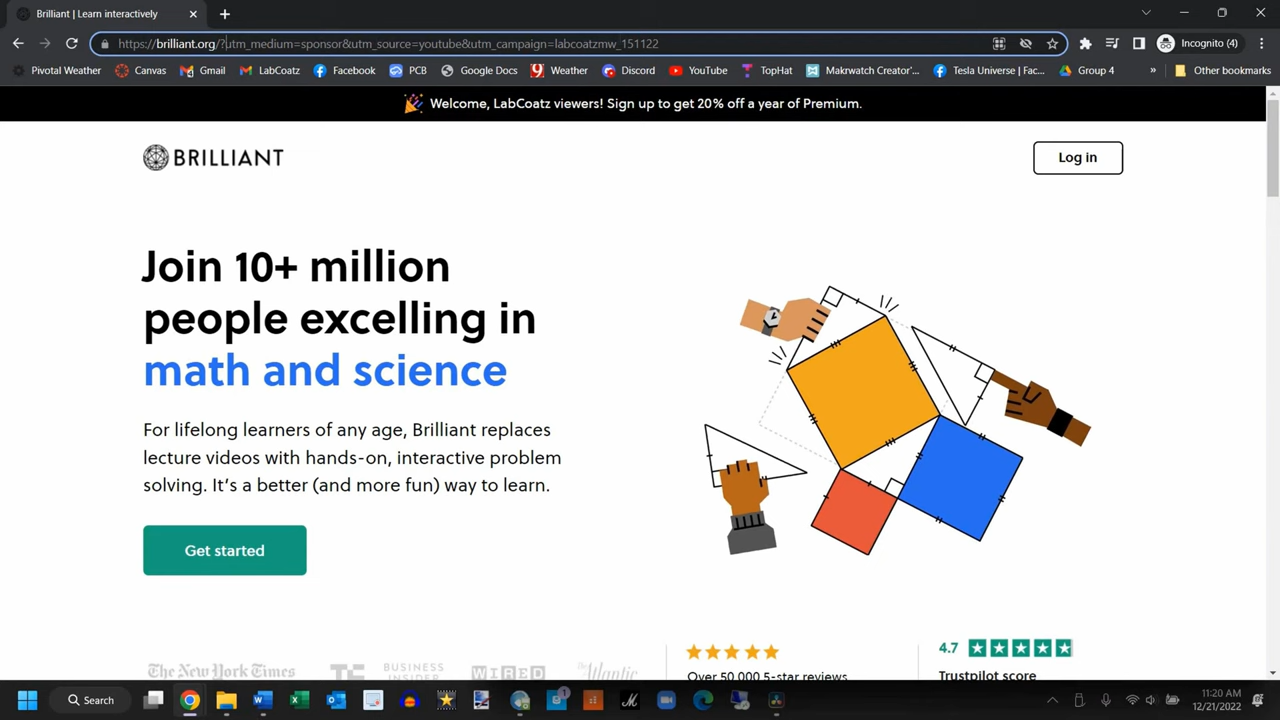 Brilliant | Learn interactively
https://brilliant.org/?utm_medium=sponsor&utm_source=youtube&utm_campaign=labcoatzmw_151122
Incognito (4)
Pivotal Weather
Canvas
Gmail
LabCoatz
Facebook
PCB
Google Docs
Weather
Discord
YouTube
TopHat
Makrwatch Creator'...
Tesla Universe | Fac...
Group 4
»
Other bookmarks
Welcome, LabCoatz viewers! Sign up to get 20% off a year of Premium.
BRILLIANT
Log in
Join 10+ million
people excelling in
math and science
For lifelong learners of any age, Brilliant replaces
lecture videos with hands-on, interactive problem
solving. It's a better (and more fun) way to learn.
Get started
The New York Times
BUSINESS
INSIDER
WIRED
The Atlantic
Over 50,000 5-star reviews
4.7
Trustpilot score
Search
11:20 AM
12/21/2022